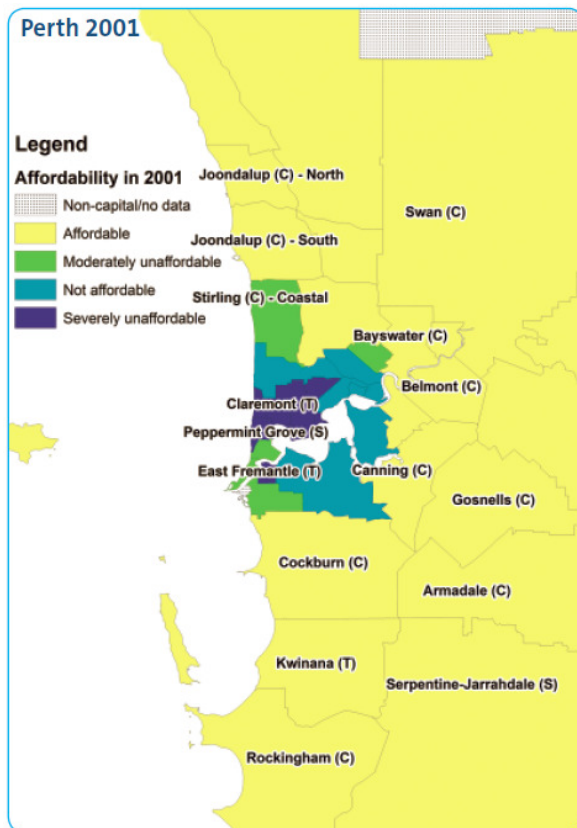 Perth 2001
Legend
Affordability in 2001
Non-capital/no data
Affordable
Moderately unaffordable
Not affordable
Severely unaffordable
Joondalup (C) - North
Swan (C)
Joondalup (C) - South
Stirling (C) - Coastal
Bayswater (C)
Belmont (C)
Claremont (T)
Peppermint Grove (S)
East Fremantle (T)
Canning (C)
Gosnells (C)
Cockburn (C)
Armadale (C)
Kwinana (T)
Serpentine-Jarrahdale (S)
Rockingham (C)